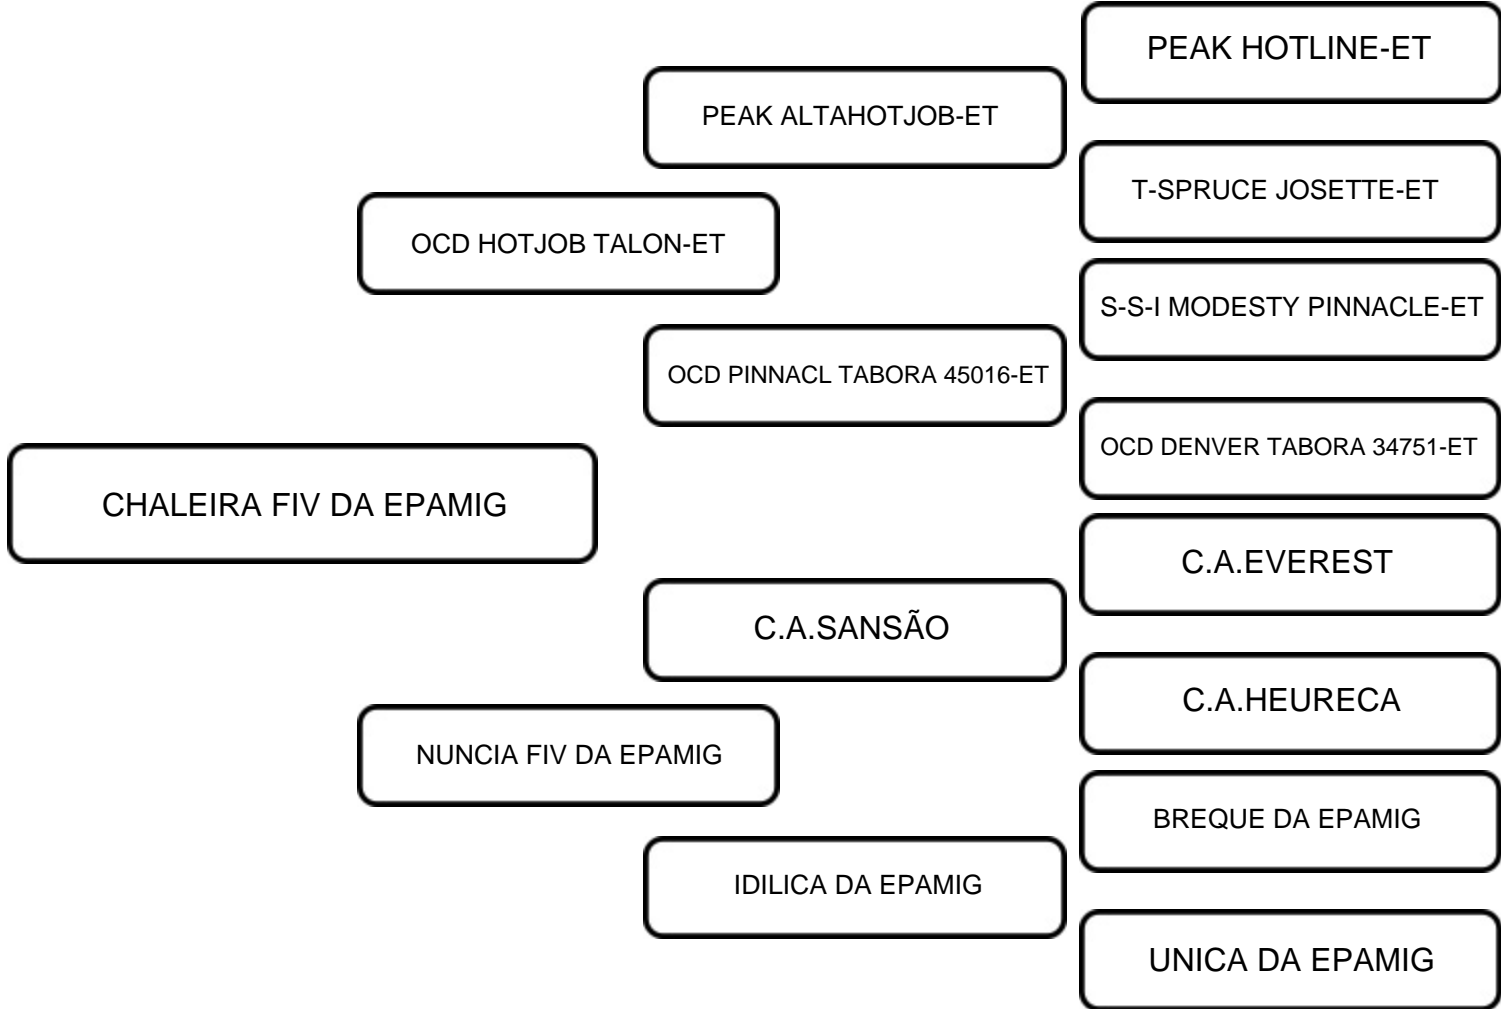 PEAK HOTLINE-ET
PEAK ALTAHOTJOB-ET
T-SPRUCE JOSETTE-ET
OCD HOTJOB TALON-ET
S-S-I MODESTY PINNACLE-ET
OCD PINNACL TABORA 45016-ET
OCD DENVER TABORA 34751-ET
CHALEIRA FIV DA EPAMIG
C.A.EVEREST
C.A.SANSÃO
C.A.HEURECA
NUNCIA FIV DA EPAMIG
BREQUE DA EPAMIG
IDILICA DA EPAMIG
UNICA DA EPAMIG